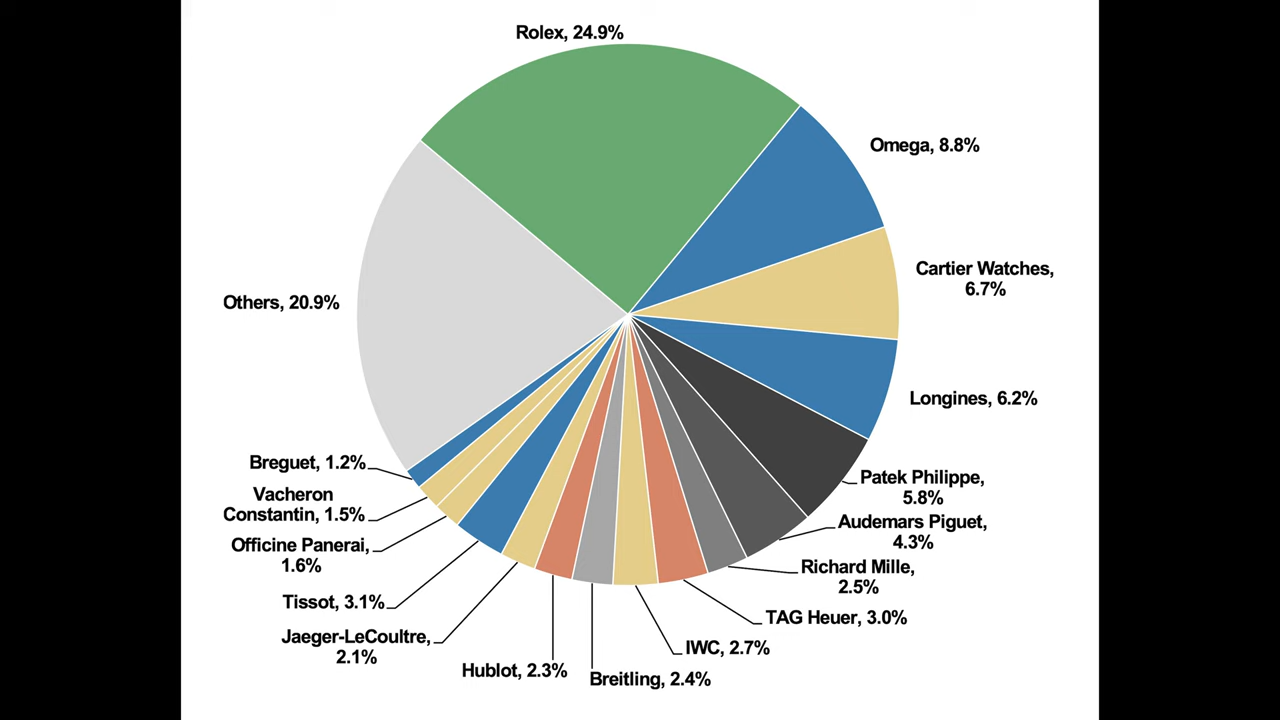 Rolex, 24.9%
Omega, 8.8%
Cartier Watches,
6.7%
Longines, 6.2%
Patek Philippe,
5.8%
Audemars Piguet,
4.3%
Richard Mille,
2.5%
TAG Heuer, 3.0%
IWC, 2.7%
Breitling, 2.4%
Hublot, 2.3%
Jaeger-LeCoultre,
2.1%
Tissot, 3.1%
Officine Panerai,
1.6%
Vacheron
Constantin, 1.5%
Breguet, 1.2%
Others, 20.9%